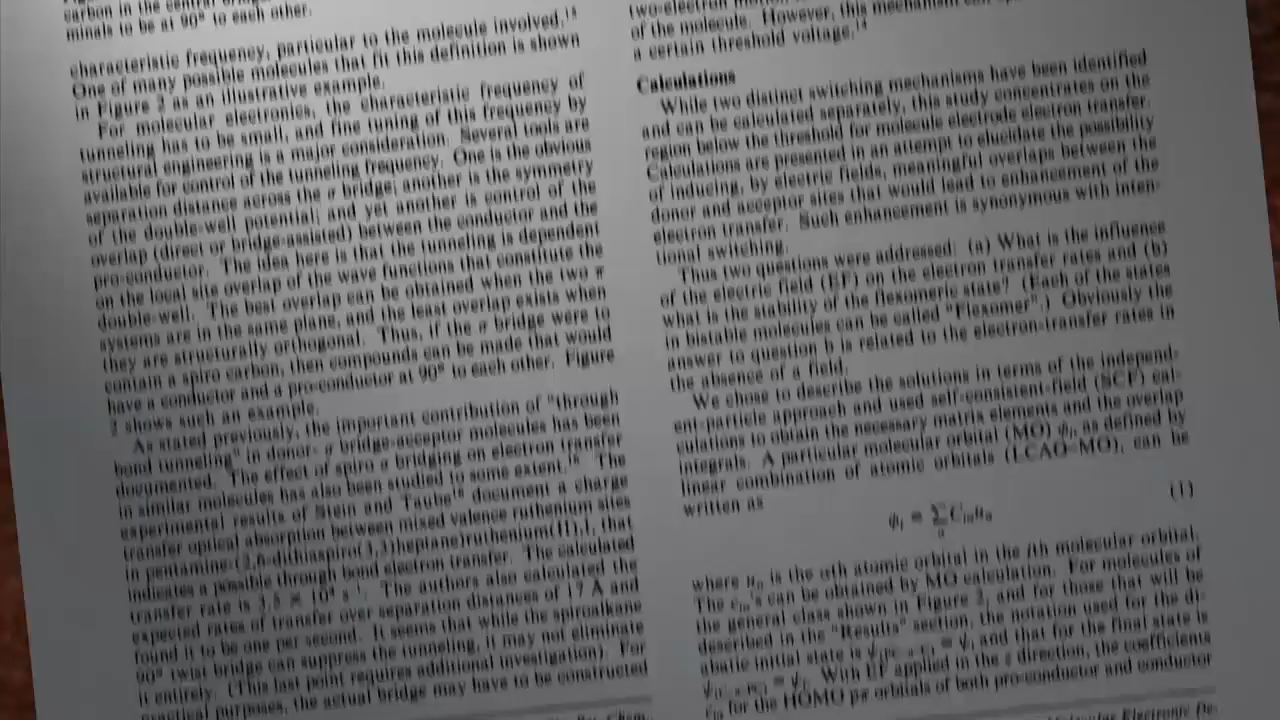 carbon in the central
minals to be at 90° to each other.
characteristic frequency, particular to the molecule involved.¹³
One of many possible molecules that fit this definition is shown
in Figure 2 as an illustrative example.
For molecular electronics, the characteristic frequency of
tunneling has to be small, and fine tuning of this frequency by
structural engineering is a major consideration. Several tools are
available for control of the tunneling frequency. One is the obvious
separation distance across the σ bridge; another is the symmetry
of the double-well potential; and yet another is control of the
overlap (direct or bridge-assisted) between the conductor and the
pro-conductor. The idea here is that the tunneling is dependent
on the local site overlap of the wave functions that constitute the
double-well. The best overlap can be obtained when the two π
systems are in the same plane, and the least overlap exists when
they are structurally orthogonal. Thus, if the σ bridge were to
contain a spiro carbon, then compounds can be made that would
have a conductor and a pro-conductor at 90° to each other. Figure
2 shows such an example.
As stated previously, the important contribution of "through
bond tunneling" in donor- σ bridge-acceptor molecules has been
documented. The effect of spiro σ bridging on electron transfer
in similar molecules has also been studied to some extent. The
experimental results of Stein and Taube document a charge
transfer optical absorption between mixed valence ruthenium sites
in pentamine-(2,6-dithiaspiro(3,3)heptane)ruthenium(II),I, that
indicates a possible through bond electron transfer. The calculated
transfer rate is The authors also calculated the
expected rates of transfer over separation distances of 17 Å and
found it to be one per second. It seems that while the spiroalkane
90° twist bridge can suppress the tunneling, it may not eliminate
it entirely. (This last point requires additional investigation). For
practical purposes, the actual bridge may have to be constructed
two-electron
of the molecule. However, this mechanism can
a certain threshold voltage.¹⁴
Calculations
While two distinct switching mechanisms have been identified
and can be calculated separately, this study concentrates on the
region below the threshold for molecule electrode electron transfer.
Calculations are presented in an attempt to elucidate the possibility
of inducing, by electric fields, meaningful overlaps between the
donor and acceptor sites that would lead to enhancement of the
electron transfer. Such enhancement is synonymous with inten-
tional switching.
Thus two questions were addressed: (a) What is the influence
of the electric field (EF) on the electron transfer rates and (b)
what is the stability of the flexomeric state? (Each of the states
in bistable molecules can be called "Flexomer".) Obviously the
answer to question b is related to the electron-transfer rates in
the absence of a field.
We chose to describe the solutions in terms of the independ-
ent-particle approach and used self-consistent-field (SCF) cal-
culations to obtain the necessary matrix elements and the overlap
integrals. A particular molecular orbital (MO) ψᵢ, as defined by
linear combination of atomic orbitals (LCAO-MO), can be
written as
ψᵢ = Σ Cᵢₐuₐ (1)
where uₐ is the αth atomic orbital in the ith molecular orbital.
The cᵢₐ's can be obtained by MO calculation. For molecules of
the general class shown in Figure 2, and for those that will be
described in the "Results" section, the notation used for the di-
abatic initial state is = ψᵢ and that for the final state is
With EF applied in the z direction, the coefficients
for the HOMO pπ orbitals of both pro-conductor and conductor
Molecular Electronic De-